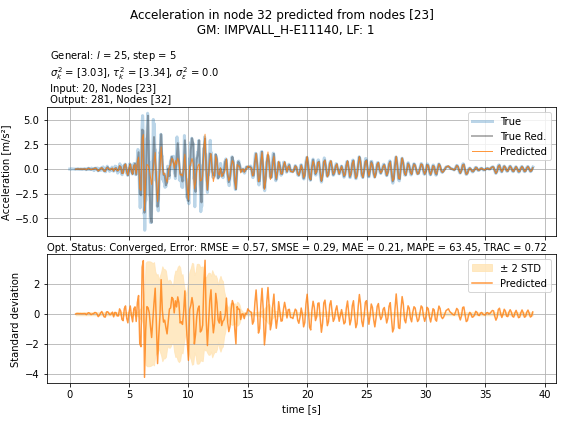 Acceleration in node 32 predicted from nodes [23]
GM: IMPVALL_H-E11140, LF: 1
General: l = 25, step = 5
σ²ₖ = [3.03], τ²ₖ = [3.34], σ²ε = 0.0
Input: 20, Nodes [23]
Output: 281, Nodes [32]
Acceleration [m/s²]
5.0
2.5
0.0
−2.5
−5.0
True
True Red.
Predicted
Opt. Status: Converged, Error: RMSE = 0.57, SMSE = 0.29, MAE = 0.21, MAPE = 63.45, TRAC = 0.72
Standard deviation
2
0
−2
−4
± 2 STD
Predicted
0 5 10 15 20 25 30 35 40
time [s]